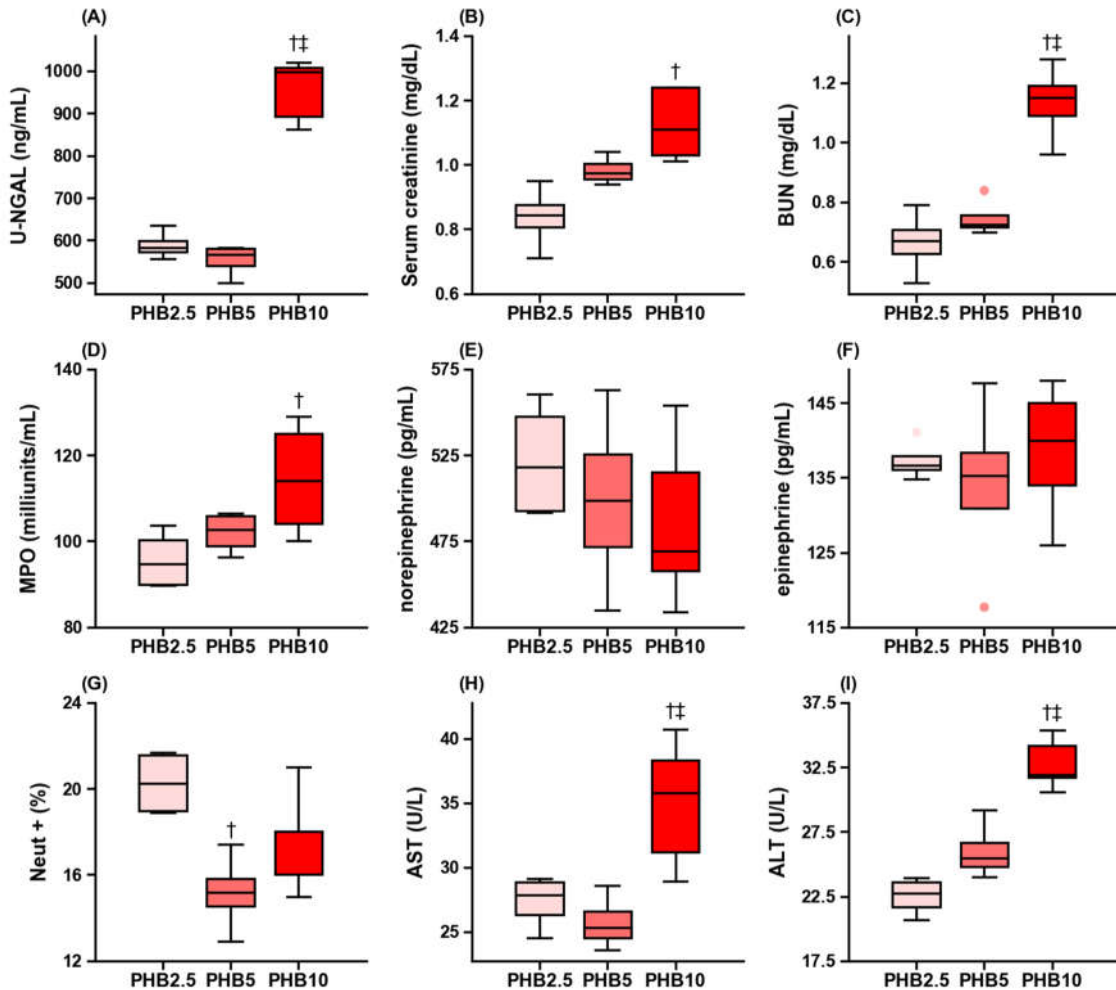 (A)
U-NGAL (ng/mL)
1000
900
800
700
600
500
†‡
PHB2.5 PHB5 PHB10
(B)
Serum creatinine (mg/dL)
1.4
1.2
1.0
0.8
0.6
†
PHB2.5 PHB5 PHB10
(C)
BUN (mg/dL)
1.2
1.0
0.8
0.6
†‡
PHB2.5 PHB5 PHB10
(D)
MPO (milliunits/mL)
140
120
100
80
†
PHB2.5 PHB5 PHB10
(E)
norepinephrine (pg/mL)
575
525
475
425
PHB2.5 PHB5 PHB10
(F)
epinephrine (pg/mL)
145
135
125
115
PHB2.5 PHB5 PHB10
(G)
Neut + (%)
24
20
16
12
†
PHB2.5 PHB5 PHB10
(H)
AST (U/L)
40
35
30
25
†‡
PHB2.5 PHB5 PHB10
(I)
ALT (U/L)
37.5
32.5
27.5
22.5
17.5
†‡
PHB2.5 PHB5 PHB10